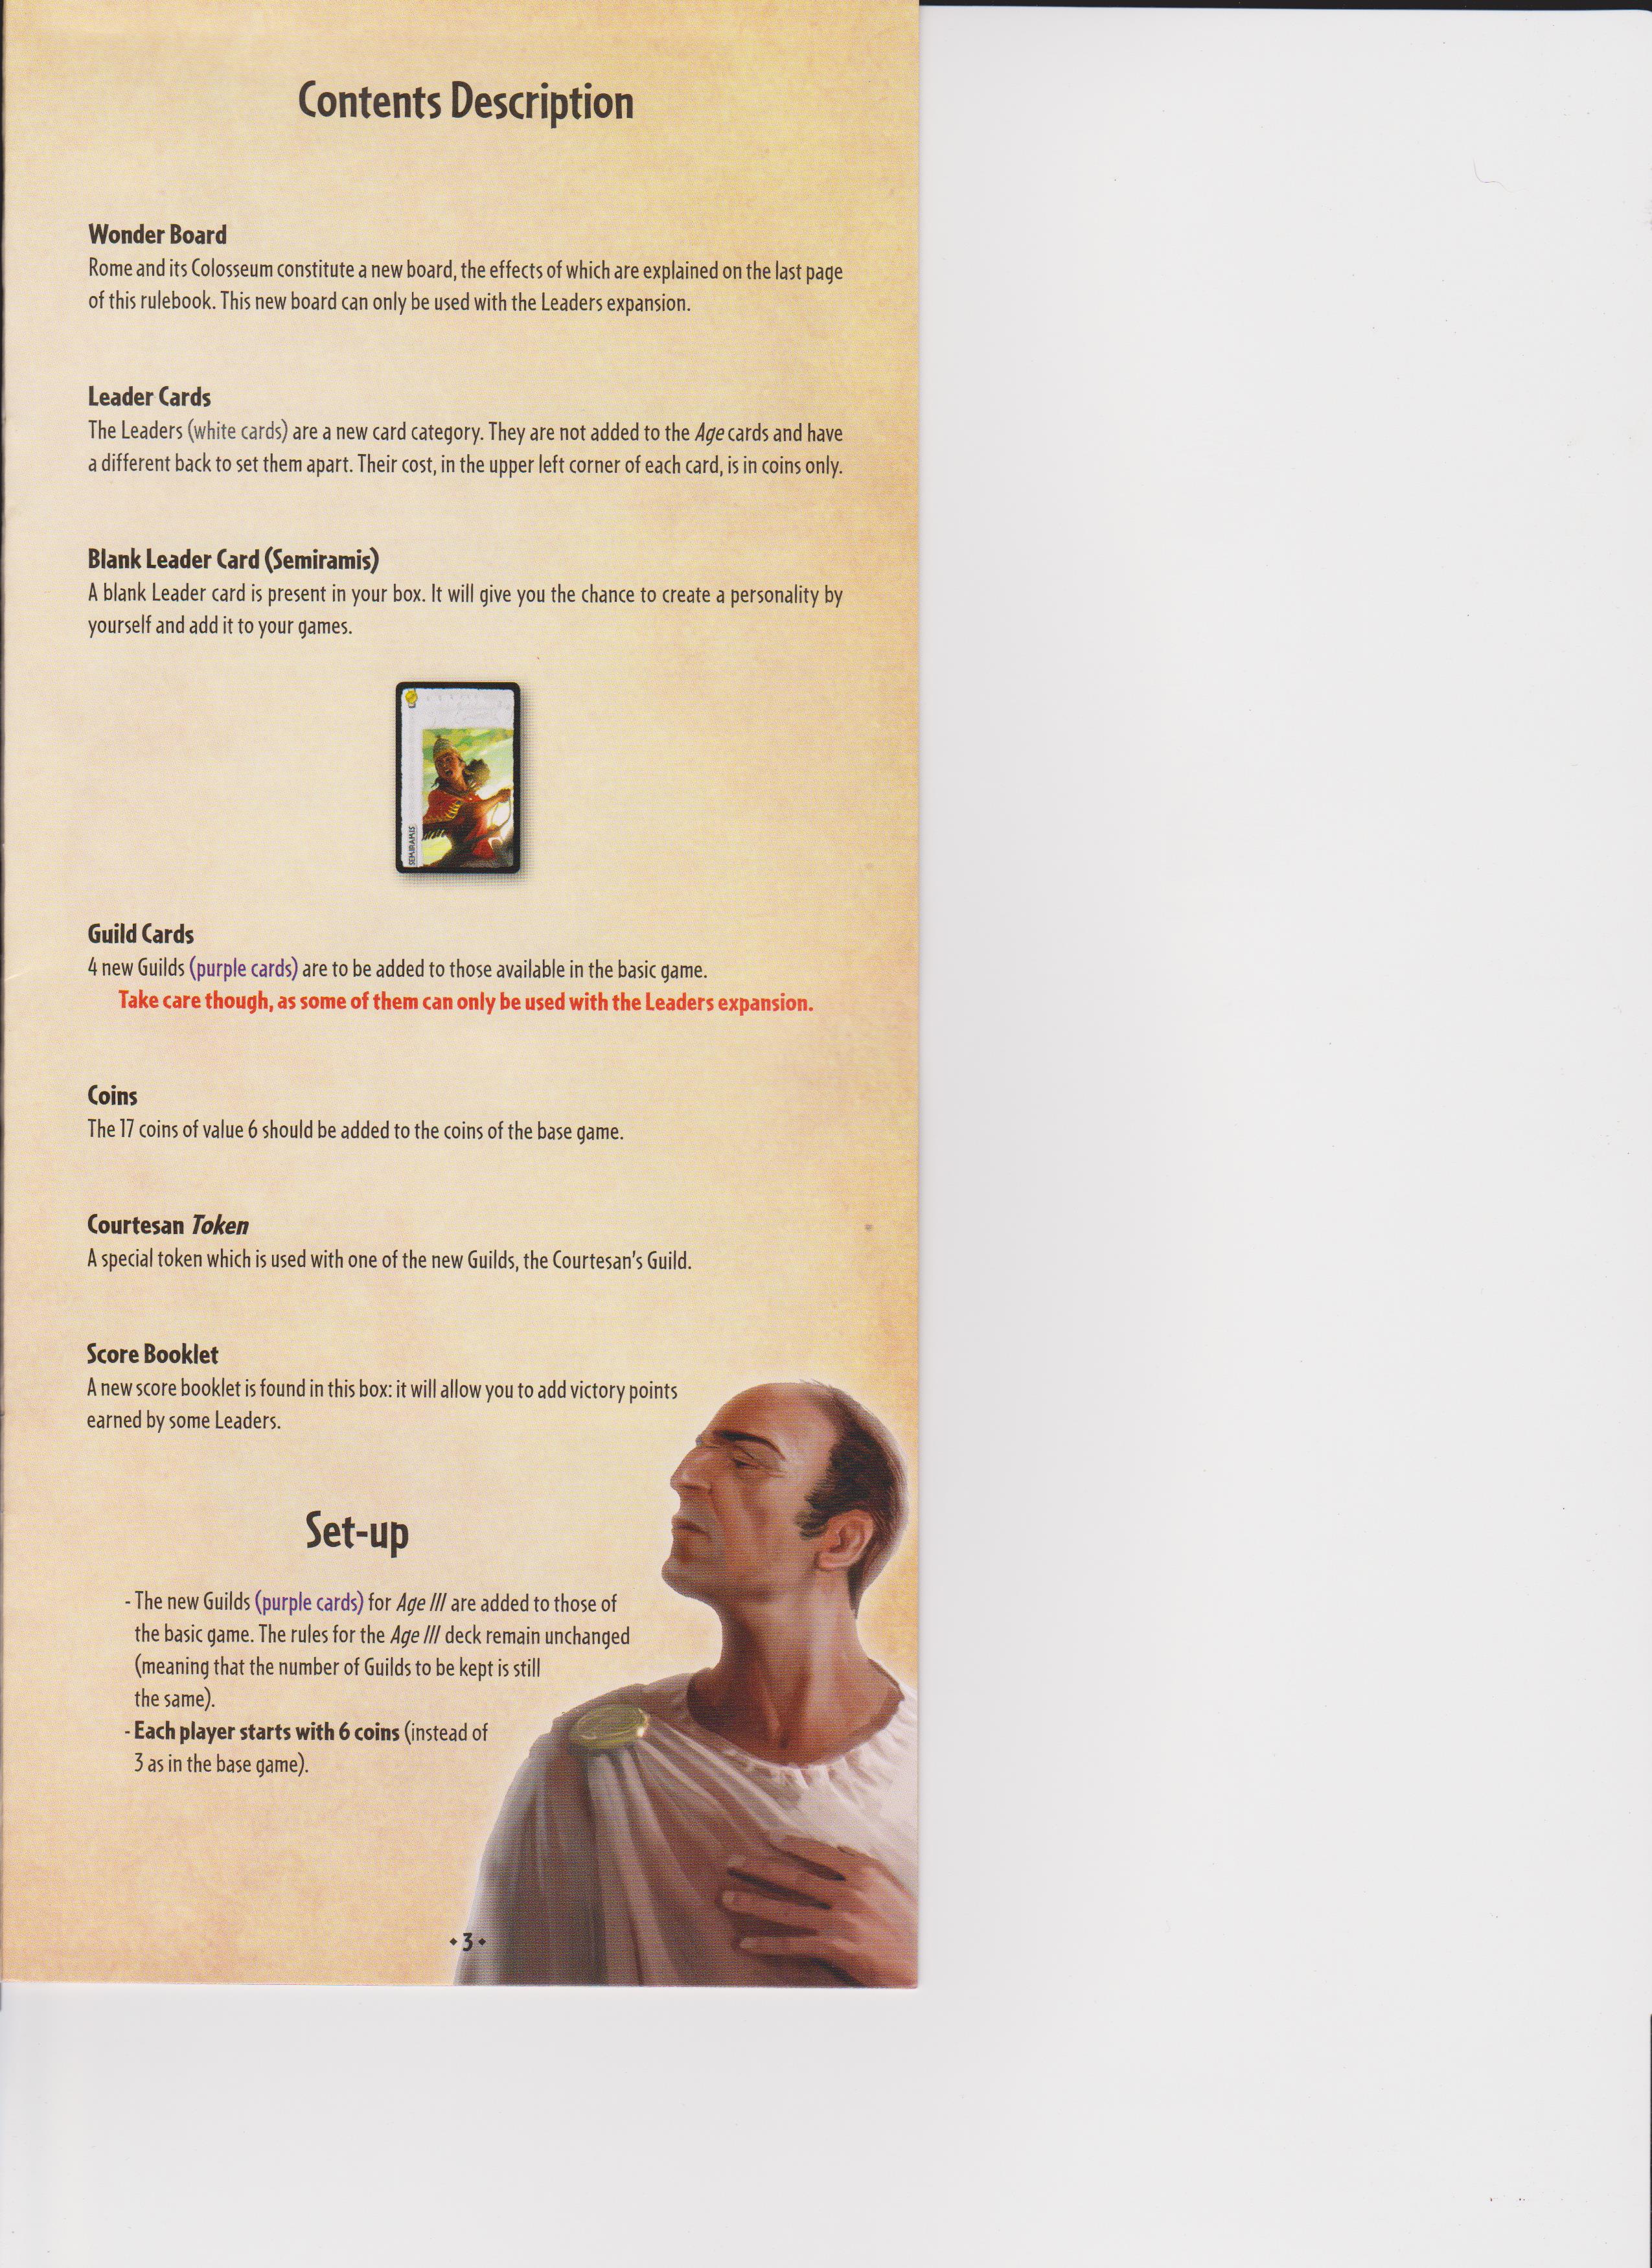 Contents Description
Wonder Board
Rome and its Colosseum constitute a new board, the effects of which are explained on the last page
of this rulebook. This new board can only be used with the Leaders expansion.
Leader Cards
The Leaders (white cards) are a new card category. They are not added to the Age cards and have
a different back to set them apart. Their cost, in the upper left corner of each card, is in coins only.
Blank Leader Card (Semiramis)
A blank Leader card is present in your box. It will give you the chance to create a personality by
yourself and add it to your games.
SEMIRAMIS
Guild Cards
4 new Guilds (purple cards) are to be added to those available in the basic game.
Take care though, as some of them can only be used with the Leaders expansion.
Coins
The 17 coins of value 6 should be added to the coins of the base game.
Courtesan Token
A special token which is used with one of the new Guilds, the Courtesan's Guild.
Score Booklet
A new score booklet is found in this box: it will allow you to add victory points
earned by some Leaders.
Set-up
- The new Guilds (purple cards) for Age III are added to those of
the basic game. The rules for the Age III deck remain unchanged
(meaning that the number of Guilds to be kept is still
the same).
- Each player starts with 6 coins (instead of
3 as in the base game).
• 3 •